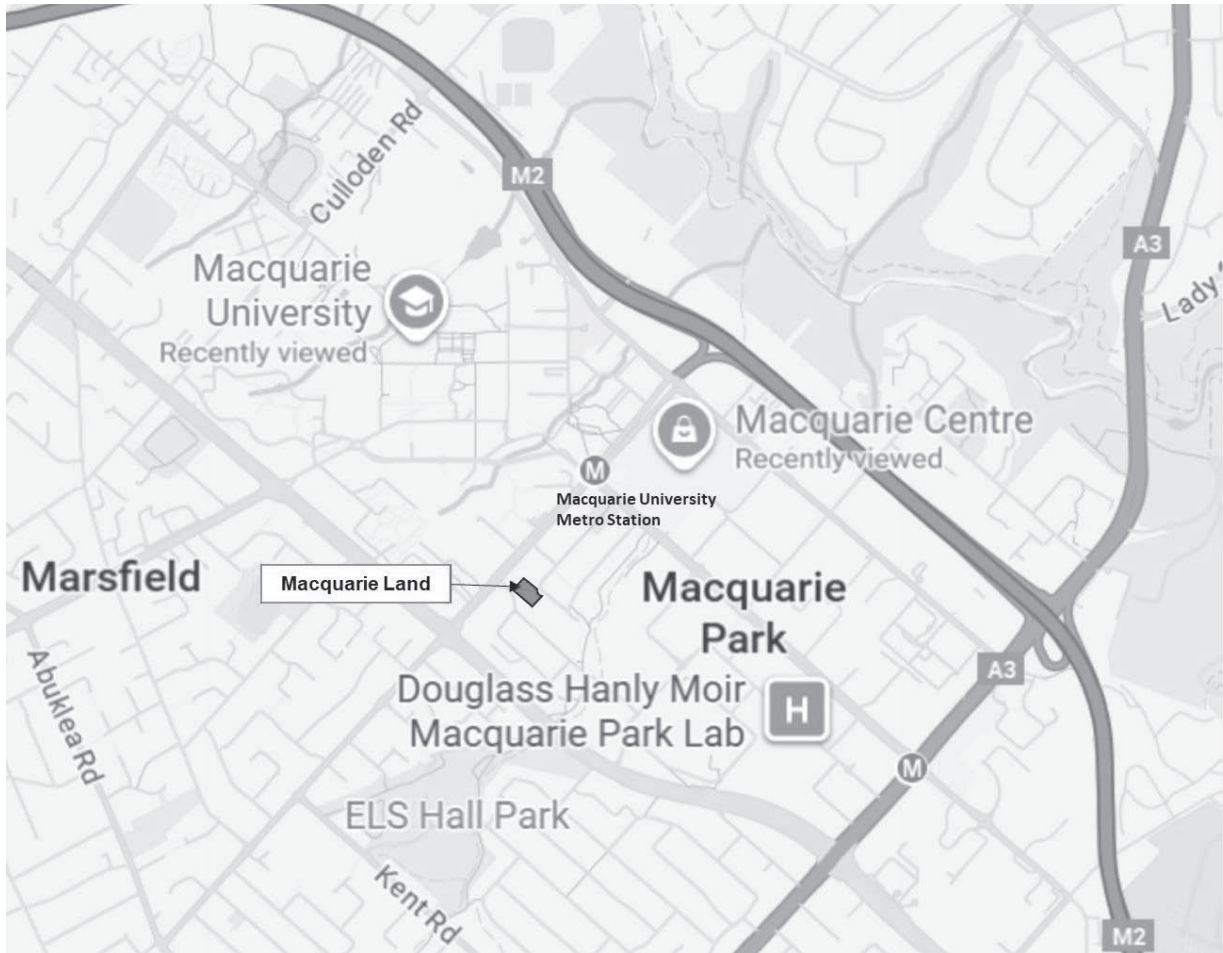 Culloden Rd
M2
A3
Lady
Macquarie
University
Recently viewed
Macquarie Centre
Recently viewed
M
Macquarie University
Metro Station
Marsfield
Macquarie Land
Macquarie
Park
A3
Abuklea Rd
Douglass Hanly Moir
Macquarie Park Lab
H
M
ELS Hall Park
Kent Rd
M2